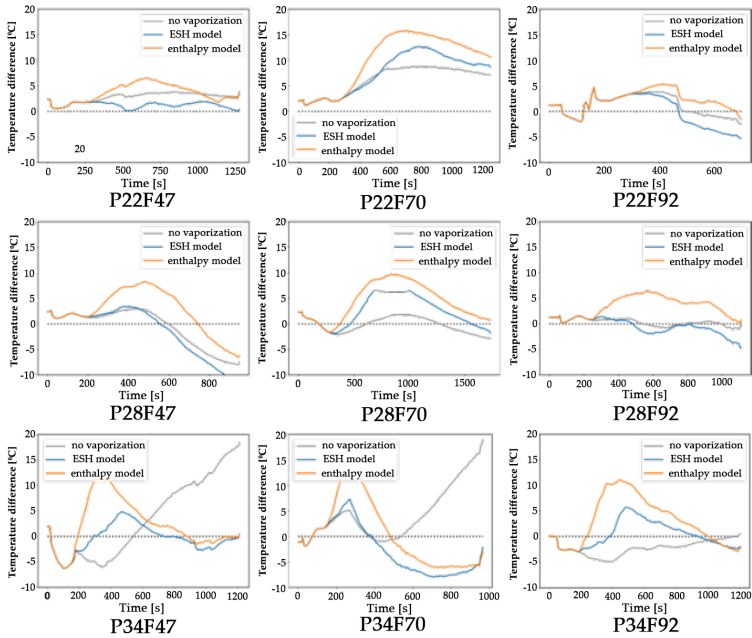 Temperature difference [ºC]
20
15
10
5
0
-5
-10
no vaporization
ESH model
enthalpy model
20
0 250 500 750 1000 1250
Time [s]
P22F47
Temperature difference [ºC]
20
15
10
5
0
-5
-10
no vaporization
ESH model
enthalpy model
0 200 400 600 800 1000 1200
Time [s]
P22F70
Temperature difference [ºC]
20
15
10
5
0
-5
-10
no vaporization
ESH model
enthalpy model
0 200 400 600
Time [s]
P22F92
Temperature difference [ºC]
20
15
10
5
0
-5
-10
no vaporization
ESH model
enthalpy model
0 200 400 600 800
Time [s]
P28F47
Temperature difference [ºC]
20
15
10
5
0
-5
-10
no vaporization
ESH model
enthalpy model
0 500 1000 1500
Time [s]
P28F70
Temperature difference [ºC]
20
15
10
5
0
-5
-10
no vaporization
ESH model
enthalpy model
0 200 400 600 800 1000
Time [s]
P28F92
Temperature difference [ºC]
20
15
10
5
0
-5
-10
no vaporization
ESH model
enthalpy model
0 200 400 600 800 1000 1200
Time [s]
P34F47
Temperature difference [ºC]
20
15
10
5
0
-5
-10
no vaporization
ESH model
enthalpy model
0 200 400 600 800 1000
Time [s]
P34F70
Temperature difference [ºC]
20
15
10
5
0
-5
-10
no vaporization
ESH model
enthalpy model
0 200 400 600 800 1000 1200
Time [s]
P34F92